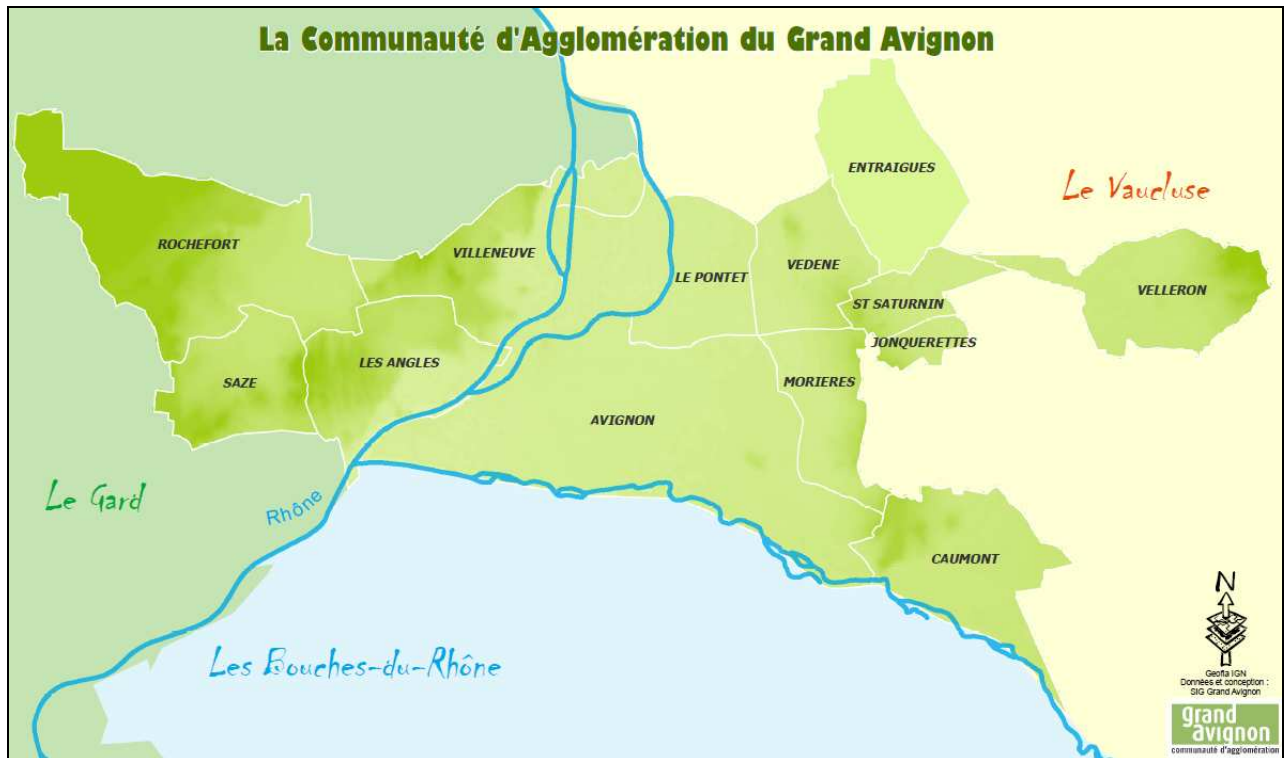 La Communauté d'Agglomération du Grand Avignon
ENTRAIGUES
Le Vaucluse
ROCHEFORT
VILLENEUVE
LE PONTET
VEDENE
VELLERON
ST SATURNIN
JONQUERETTES
LES ANGLES
SAZE
MORIERES
AVIGNON
Le Gard
Rhône
CAUMONT
Les Bouches-du-Rhône
N
Geofla IGN
Données et conception :
SIG Grand Avignon
grand
avignon
communauté d'agglomération